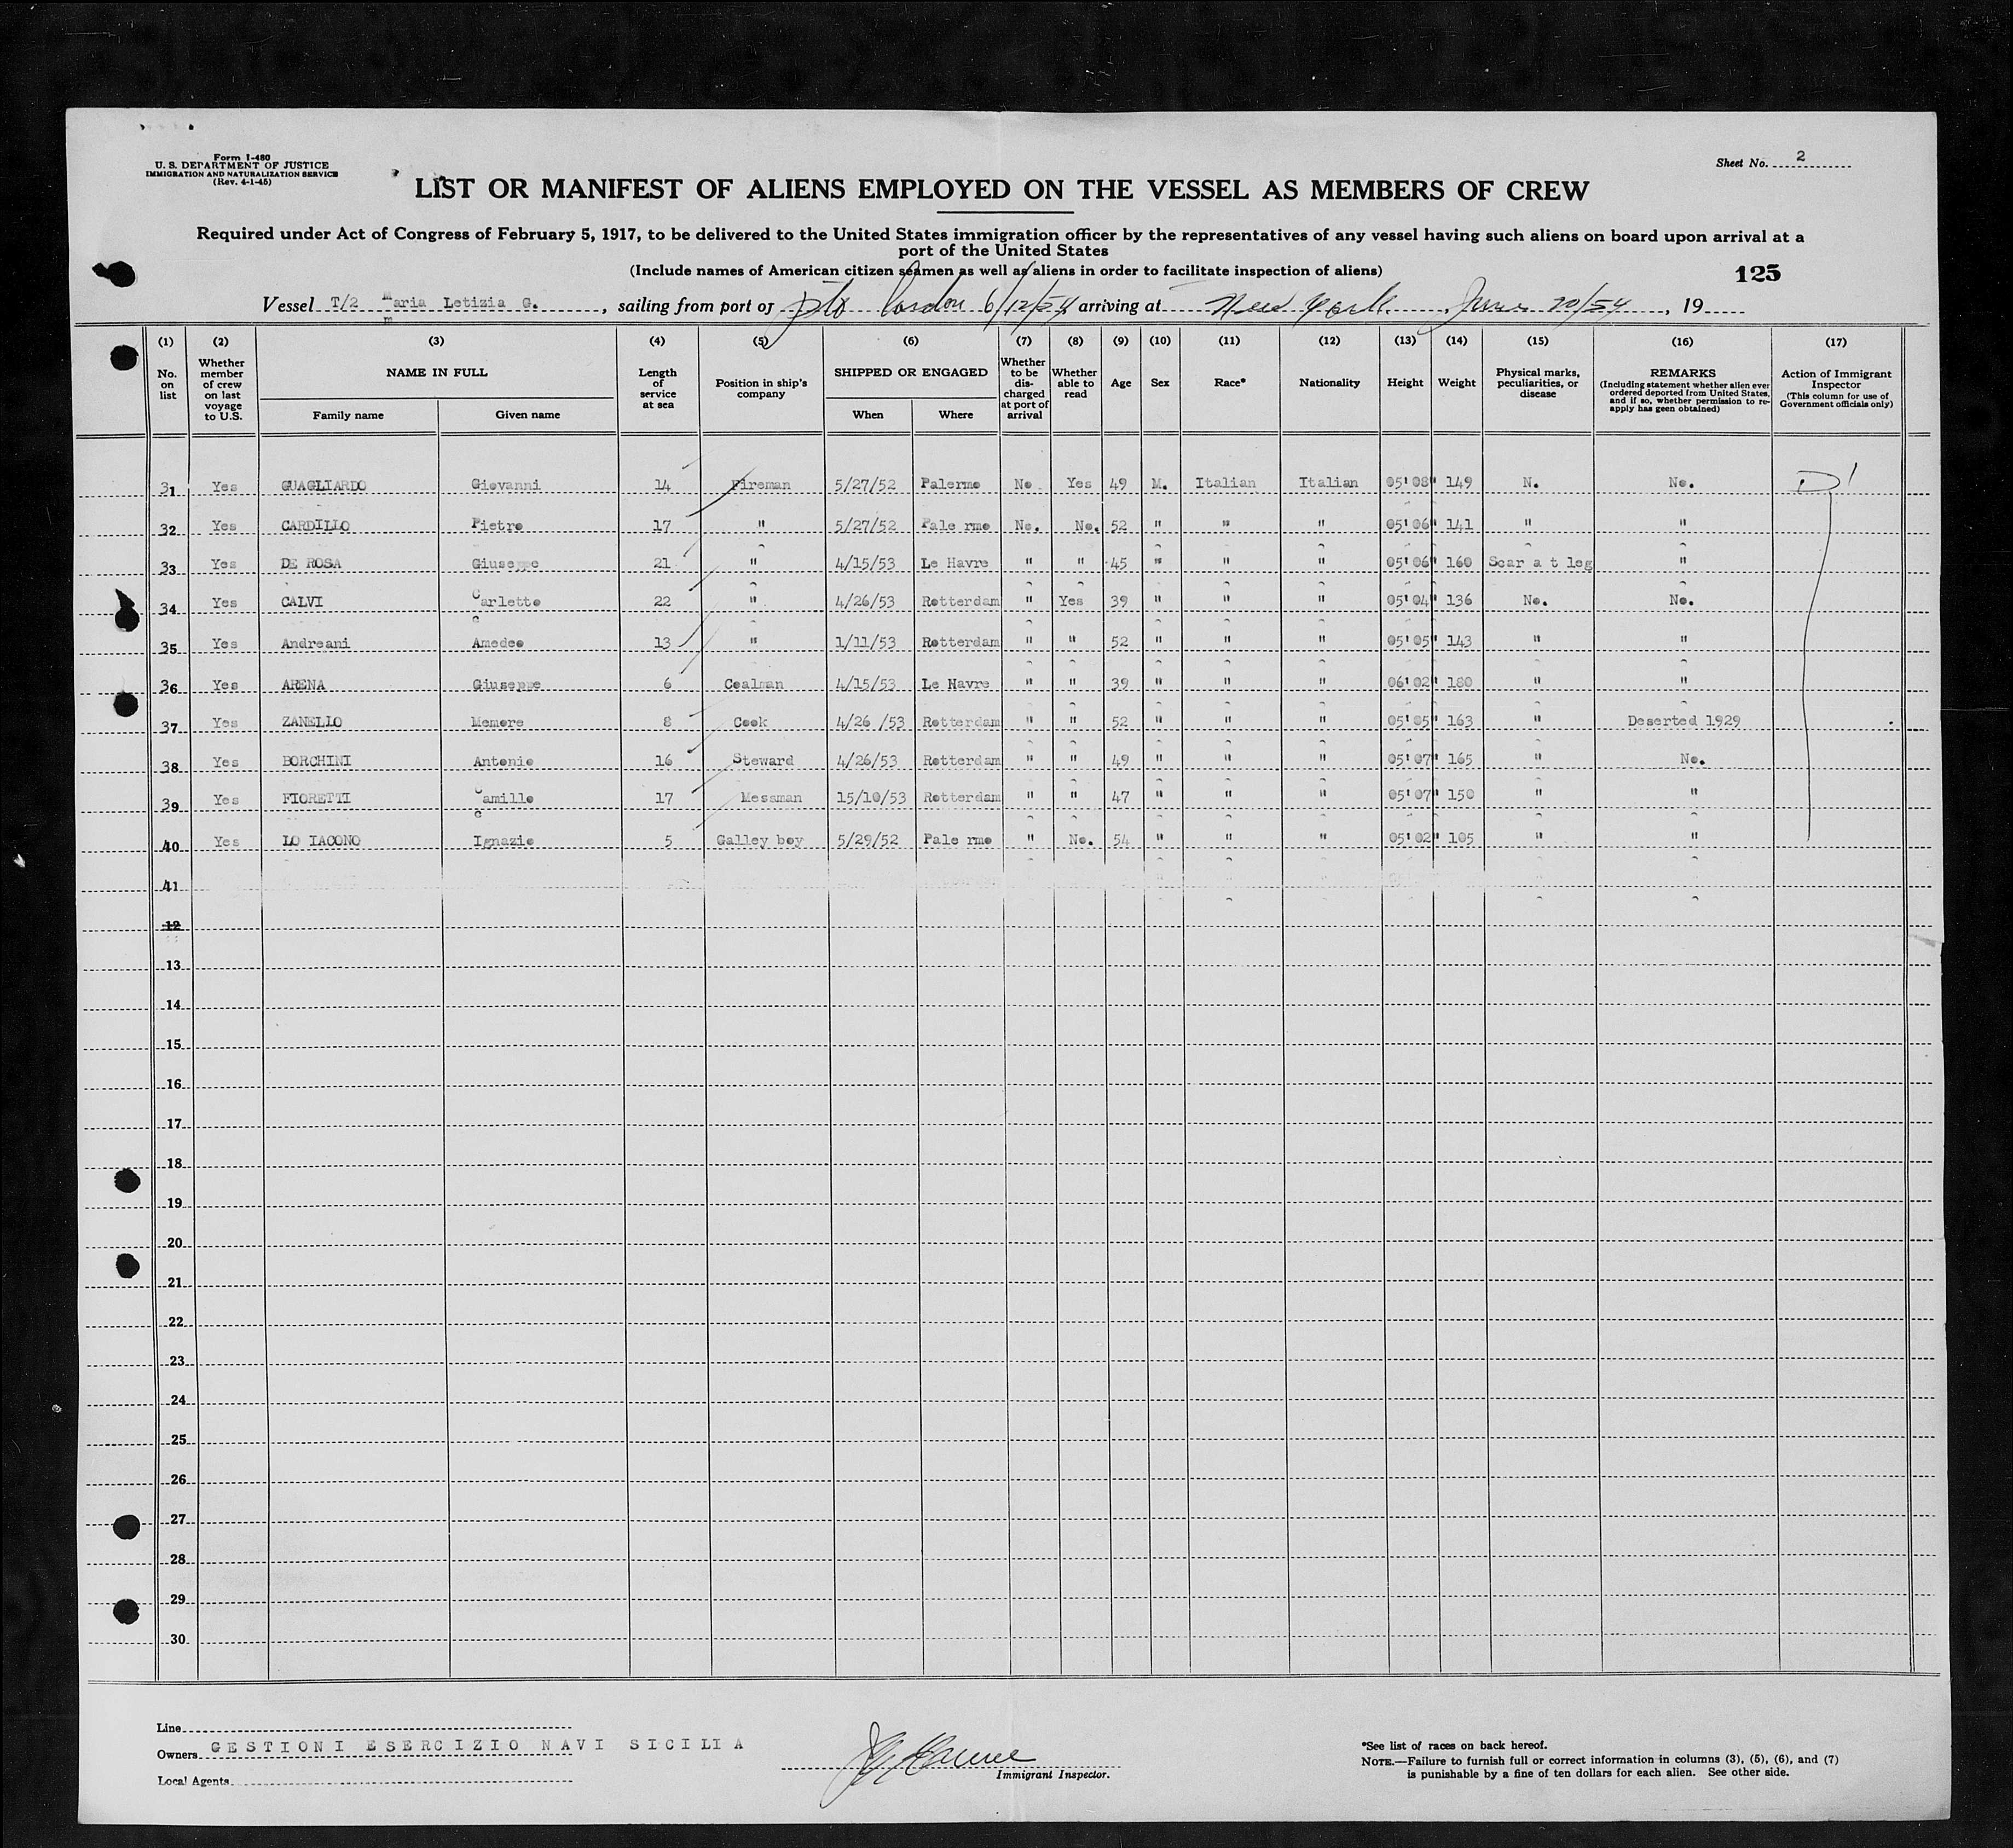 Form I-480
U. S. DEPARTMENT OF JUSTICE
IMMIGRATION AND NATURALIZATION SERVICE
(Rev. 4-1-45)
Sheet No. 2
LIST OR MANIFEST OF ALIENS EMPLOYED ON THE VESSEL AS MEMBERS OF CREW
Required under Act of Congress of February 5, 1917, to be delivered to the United States immigration officer by the representatives of any vessel having such aliens on board upon arrival at a
port of the United States
(Include names of American citizen seamen as well as aliens in order to facilitate inspection of aliens)
125
Vessel T/2 Maria Letizia G. , sailing from port of 6/12/54 arriving at New York , June 20/54 , 19
(1) (2) (3) (4) (5) (6) (7) (8) (9) (10) (11) (12) (13) (14) (15) (16) (17)
No. on list
Whether member of crew on last voyage to U.S.
NAME IN FULL
Family name Given name
Length of service at sea
Position in ship's company
SHIPPED OR ENGAGED
When Where
Whether to be discharged at port of arrival
Whether able to read
Age
Sex
Race*
Nationality
Height
Weight
Physical marks, peculiarities, or disease
REMARKS
(Including statement whether alien ever ordered deported from United States, and if so, whether permission to re-apply has geen obtained)
Action of Immigrant Inspector
(This column for use of Government officials only)
31 Yes GUAGLIARDO Giovanni 14 Fireman 5/27/52 Palermo No Yes 49 M. Italian Italian 05'08" 149 N. No. D!
32 Yes CARDILLO Pietro 17 " 5/27/52 Pale rmo No. No. 52 " " " 05'06" 141 " "
33 Yes DE ROSA Giuseppe 21 " 4/15/53 Le Havre " " 45 " " " 05'06" 160 Scar a t leg "
34 Yes CALVI Carletto 22 " 4/26/53 Rotterdam " Yes 39 " " " 05'04" 136 No. No.
35 Yes Andreani Amedeo 13 " 1/11/53 Rotterdam " " 52 " " " 05'05" 143 " "
36 Yes ARENA Giuseppe 6 Coalman 4/15/53 Le Havre " " 39 " " " 06'02" 180 " "
37 Yes ZANELLO Memore 8 Cook 4/26 /53 Rotterdam " " 52 " " " 05'05" 163 " Deserted 1929
38 Yes BORCHINI Antonio 16 Steward 4/26/53 Rotterdam " " 49 " " " 05'07" 165 " No.
39 Yes FIORETTI Camillo 17 Messman 15/10/53 Rotterdam " " 47 " " " 05'07" 150 " "
40 Yes LO IACONO Ignazio 5 Galley boy 5/29/52 Pale rmo " No. 54 " " " 05'02" 105 " "
41
12
13
14
15
16
17
18
19
20
21
22
23
24
25
26
27
28
29
30
Line
Owners GESTIONI ESERCIZIO NAVI SICILIA
Local Agents
Immigrant Inspector.
*See list of races on back hereof.
NOTE.—Failure to furnish full or correct information in columns (3), (5), (6), and (7)
is punishable by a fine of ten dollars for each alien. See other side.